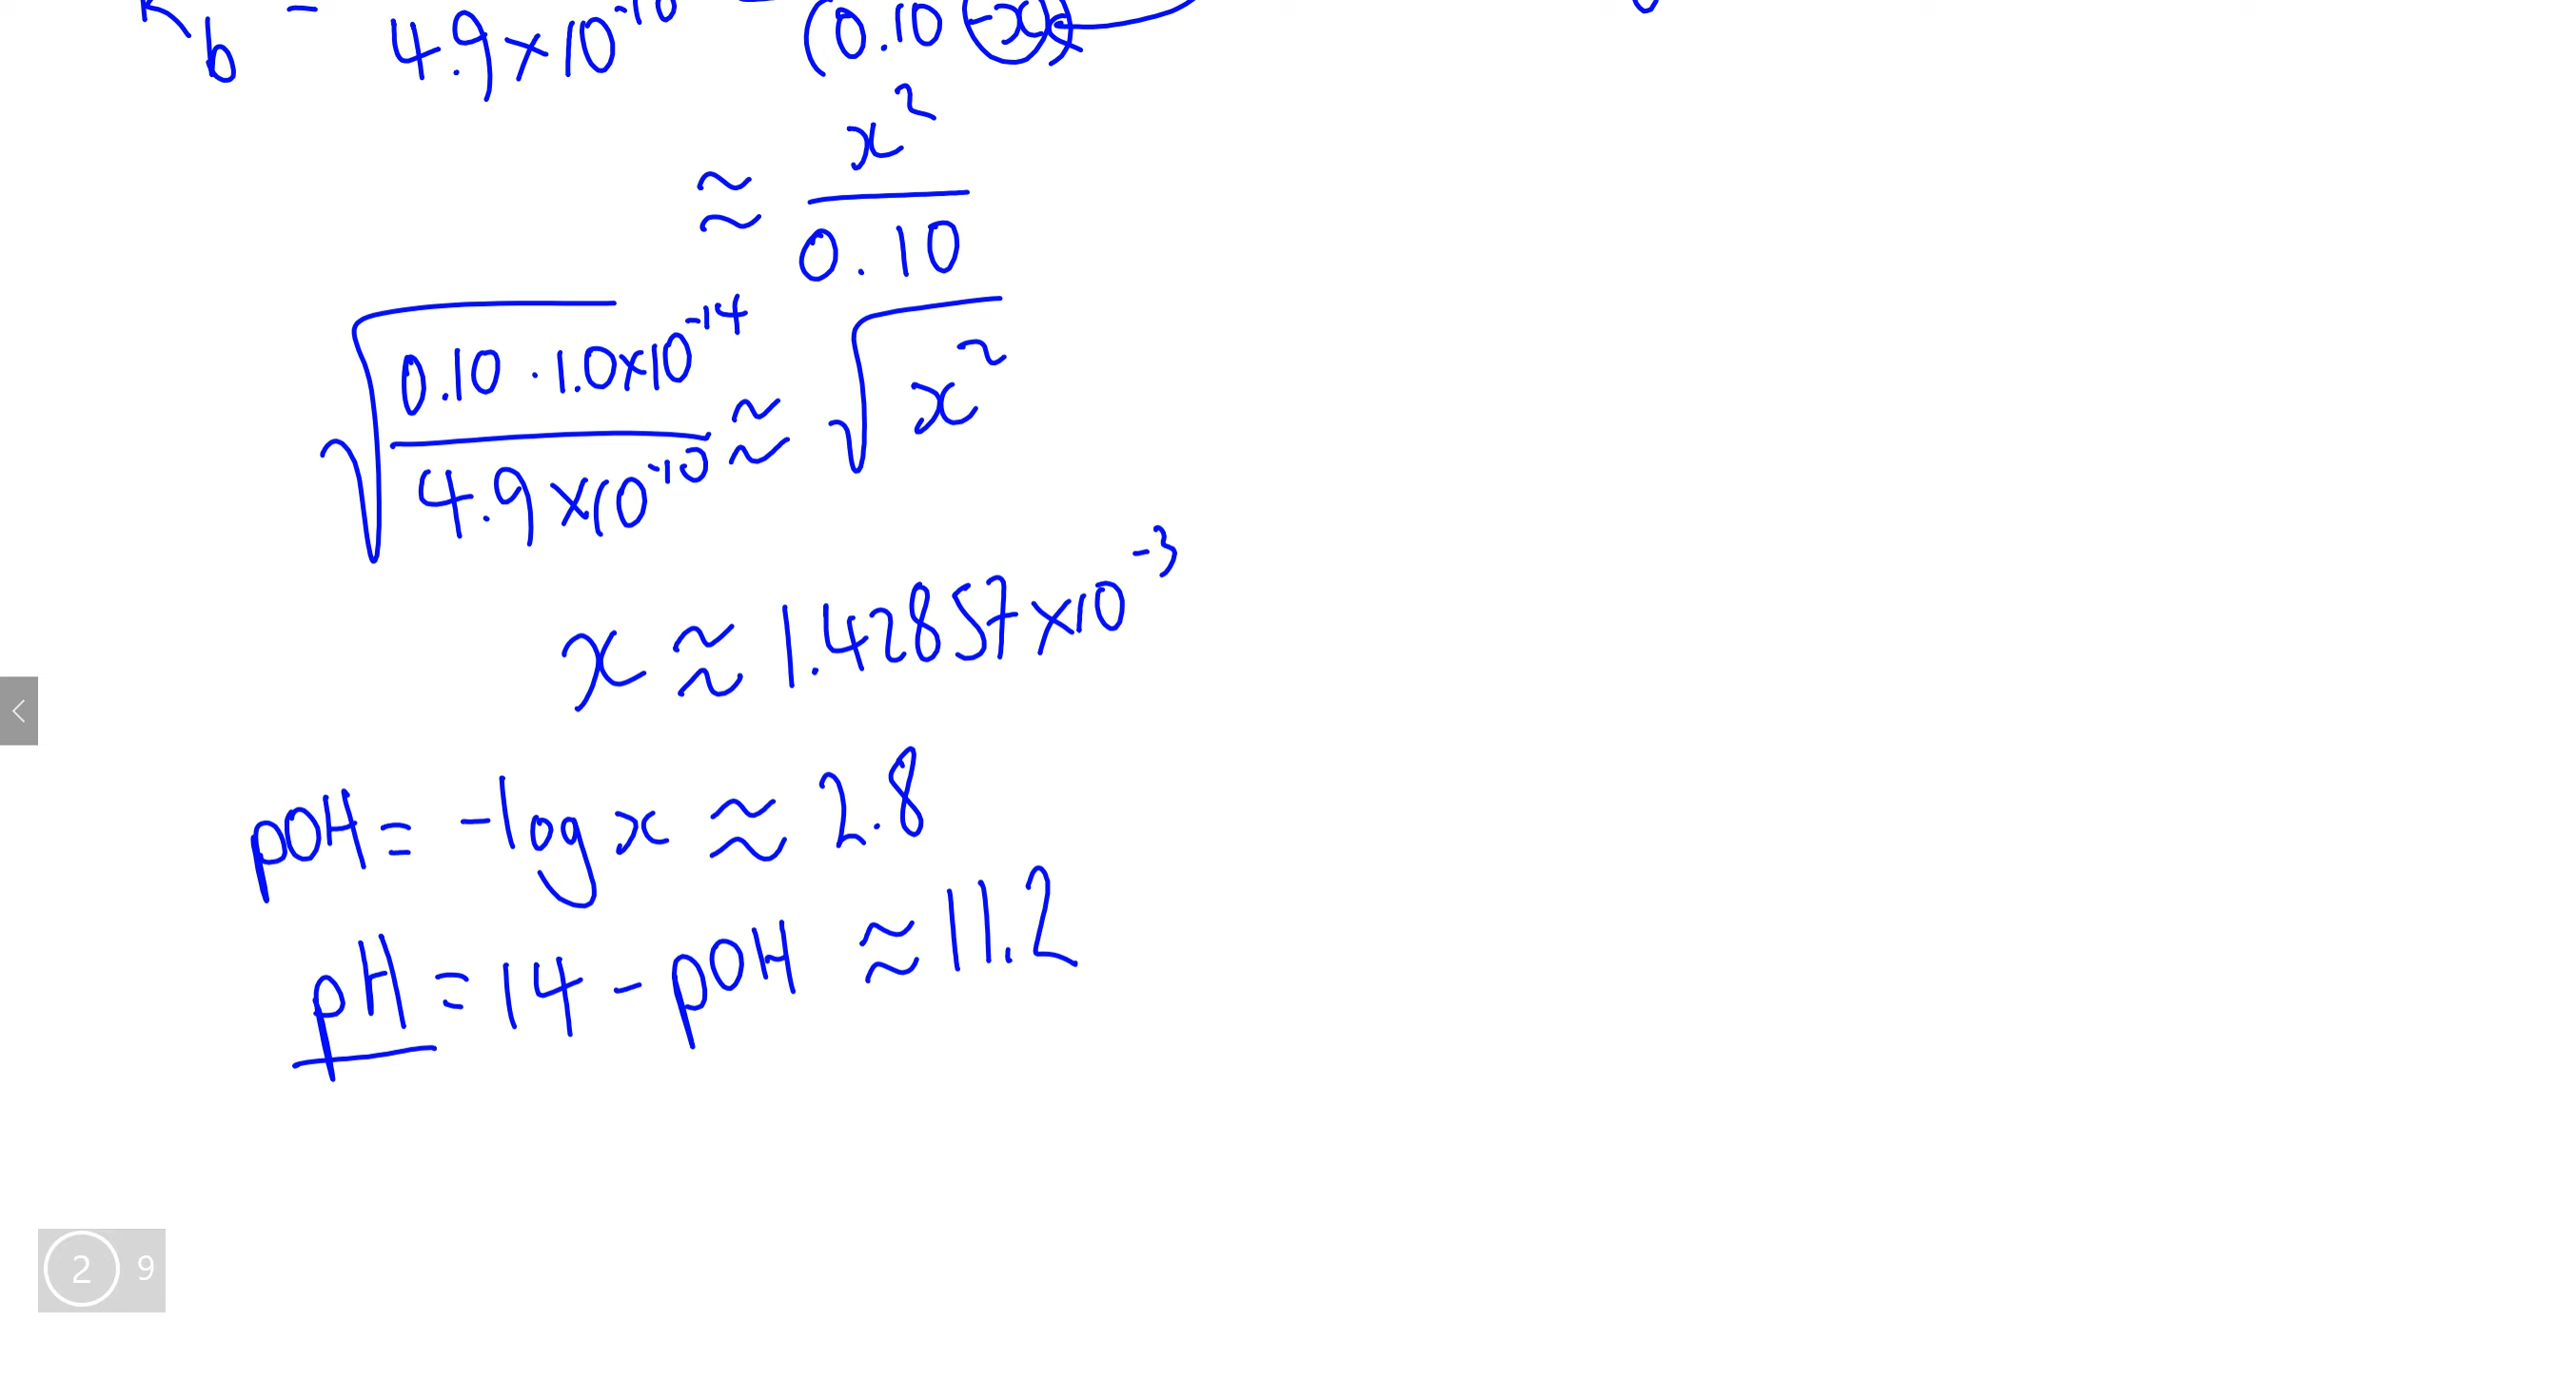 Kb = 4.9×10⁻¹⁰ (0.10 - x)
≈ x² / 0.10
√(0.10 · 1.0×10⁻¹⁴ / 4.9×10⁻¹⁰) ≈ √x²
x ≈ 1.42857×10⁻³
pOH = -log x ≈ 2.8
pH = 14 - pOH ≈ 11.2
2 9